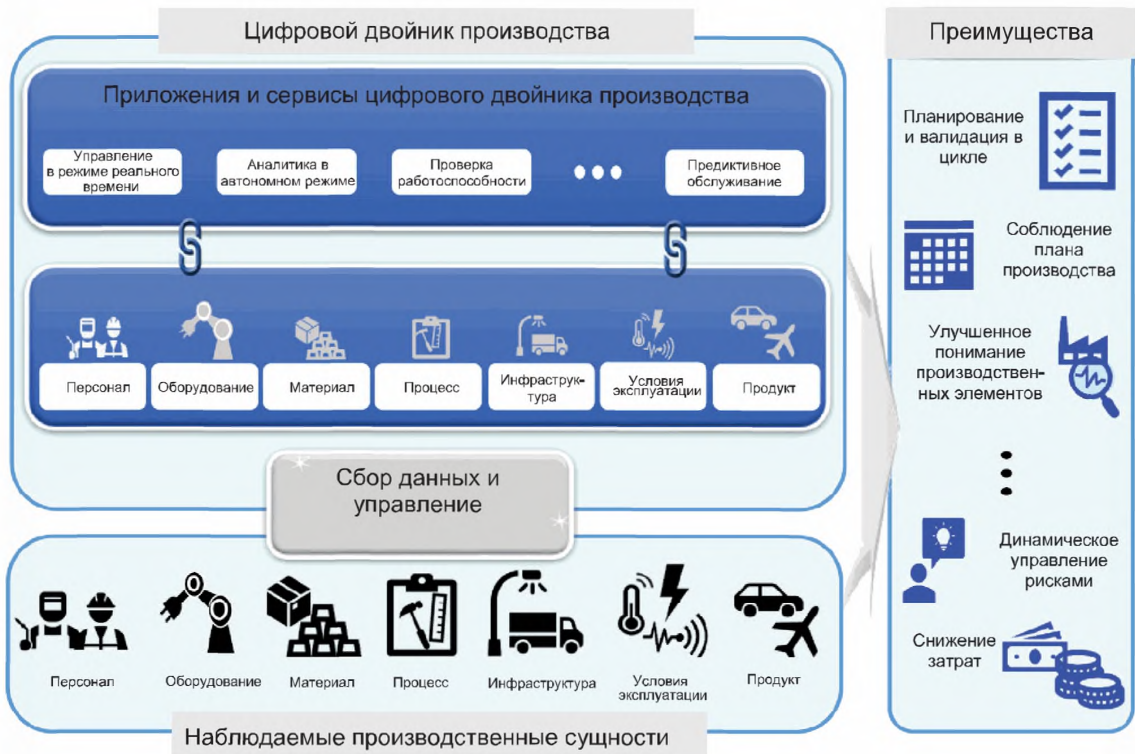 Цифровой двойник производства
Приложения и сервисы цифрового двойника производства
Управление
в режиме реального
времени
Аналитика в
автономном режиме
Проверка
работоспособности
Предиктивное
обслуживание
Персонал
Оборудование
Материал
Процесс
Инфраструк-
тура
Условия
эксплуатации
Продукт
Сбор данных и
управление
Персонал
Оборудование
Материал
Процесс
Инфраструктура
Условия
эксплуатации
Продукт
Наблюдаемые производственные сущности
Преимущества
Планирование
и валидация в
цикле
Соблюдение
плана
производства
Улучшенное
понимание
производствен-
ных элементов
Динамическое
управление
рисками
Снижение
затрат